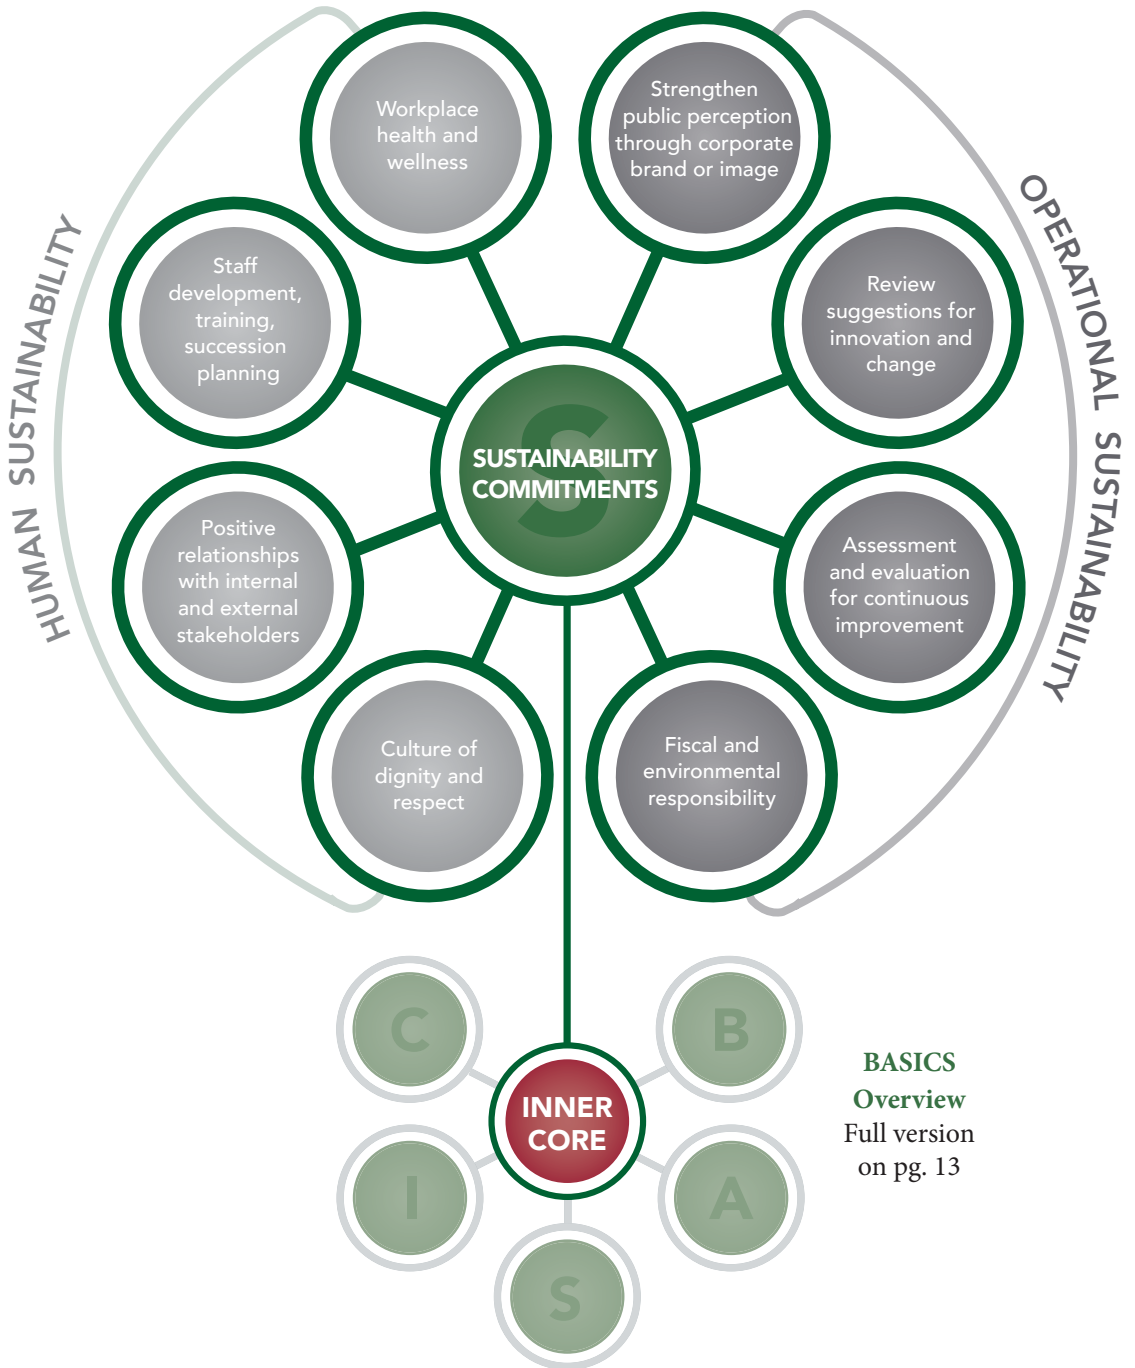 HUMAN SUSTAINABILITY
Workplace
health and
wellness
Staff
development,
training,
succession
planning
Positive
relationships
with internal
and external
stakeholders
Culture of
dignity and
respect
S
SUSTAINABILITY
COMMITMENTS
Strengthen
public perception
through corporate
brand or image
Review
suggestions for
innovation and
change
Assessment
and evaluation
for continuous
improvement
Fiscal and
environmental
responsibility
OPERATIONAL SUSTAINABILITY
C
B
INNER
CORE
I
A
S
BASICS
Overview
Full version
on pg. 13